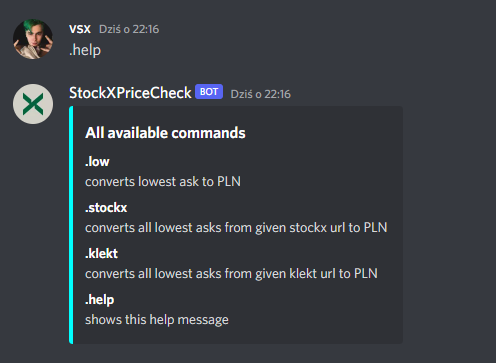 VSX Dziś o 22:16
.help
StockXPriceCheck BOT Dziś o 22:16
All available commands
.low
converts lowest ask to PLN
.stockx
converts all lowest asks from given stockx url to PLN
.klekt
converts all lowest asks from given klekt url to PLN
.help
shows this help message